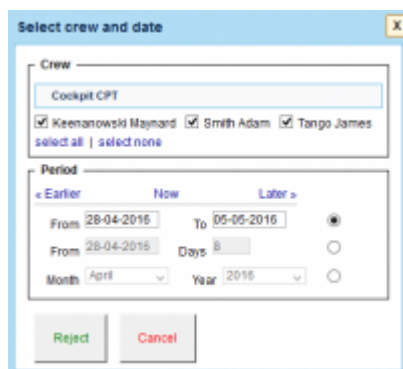 Select crew and date X
Crew
Cockpit CPT
Keenanowski Maynard Smith Adam Tango James
select all | select none
Period
« Earlier Now Later »
From 28-04-2016 To 05-05-2016
From 28-04-2016 Days 8
Month April Year 2016
Reject Cancel